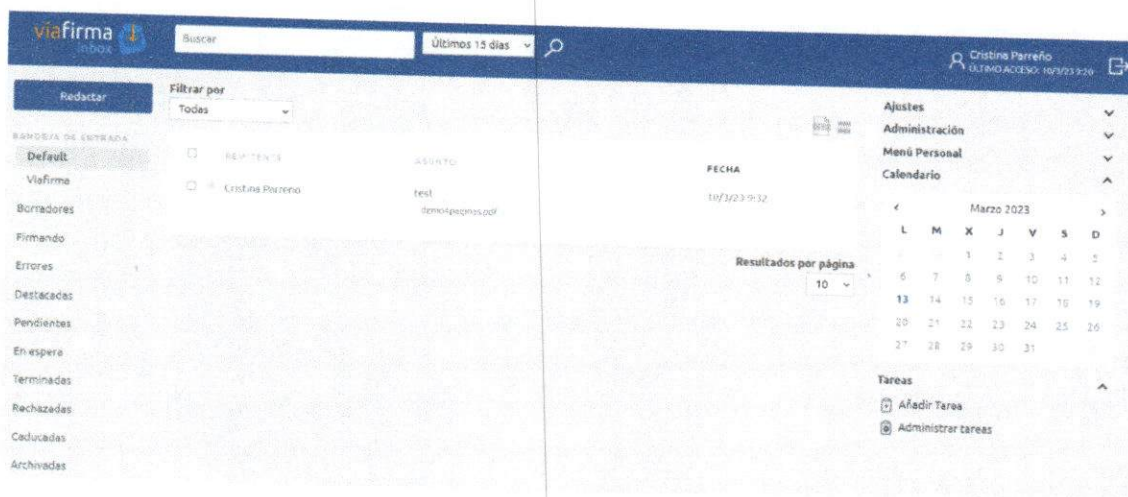 viafirma
inbox
Buscar
Últimos 15 dias
Cristina Parreño
ÚLTIMO ACCESO: 10/3/23 9:20
Redactar
Filtrar por
Todas
BANDEJA DE ENTRADA
Default
Viafirma
Borradores
Firmando
Errores
Destacadas
Pendientes
En espera
Terminadas
Rechazadas
Caducadas
Archivadas
REMITENTE ASUNTO FECHA
Cristina Parreno test 10/3/23 9:32
demo4paginas.pdf
Resultados por página
10
Ajustes
Administración
Menú Personal
Calendario
Marzo 2023
L M X J V S D
1 2 3 4 5
6 7 8 9 10 11 12
13 14 15 16 17 18 19
20 21 22 23 24 25 26
27 28 29 30 31
Tareas
Añadir Tarea
Administrar tareas